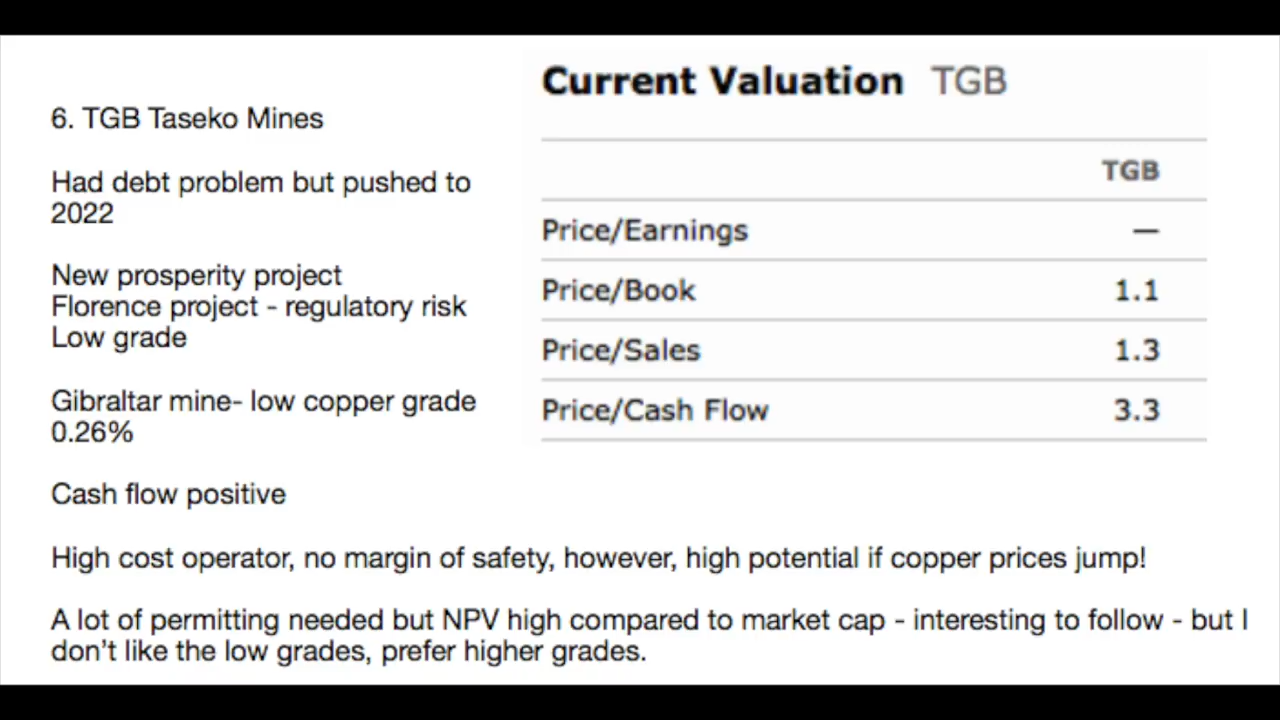 6. TGB Taseko Mines
Had debt problem but pushed to
2022
New prosperity project
Florence project - regulatory risk
Low grade
Gibraltar mine- low copper grade
0.26%
Cash flow positive
High cost operator, no margin of safety, however, high potential if copper prices jump!
A lot of permitting needed but NPV high compared to market cap - interesting to follow - but I
don’t like the low grades, prefer higher grades.
Current Valuation TGB
TGB
Price/Earnings —
Price/Book 1.1
Price/Sales 1.3
Price/Cash Flow 3.3